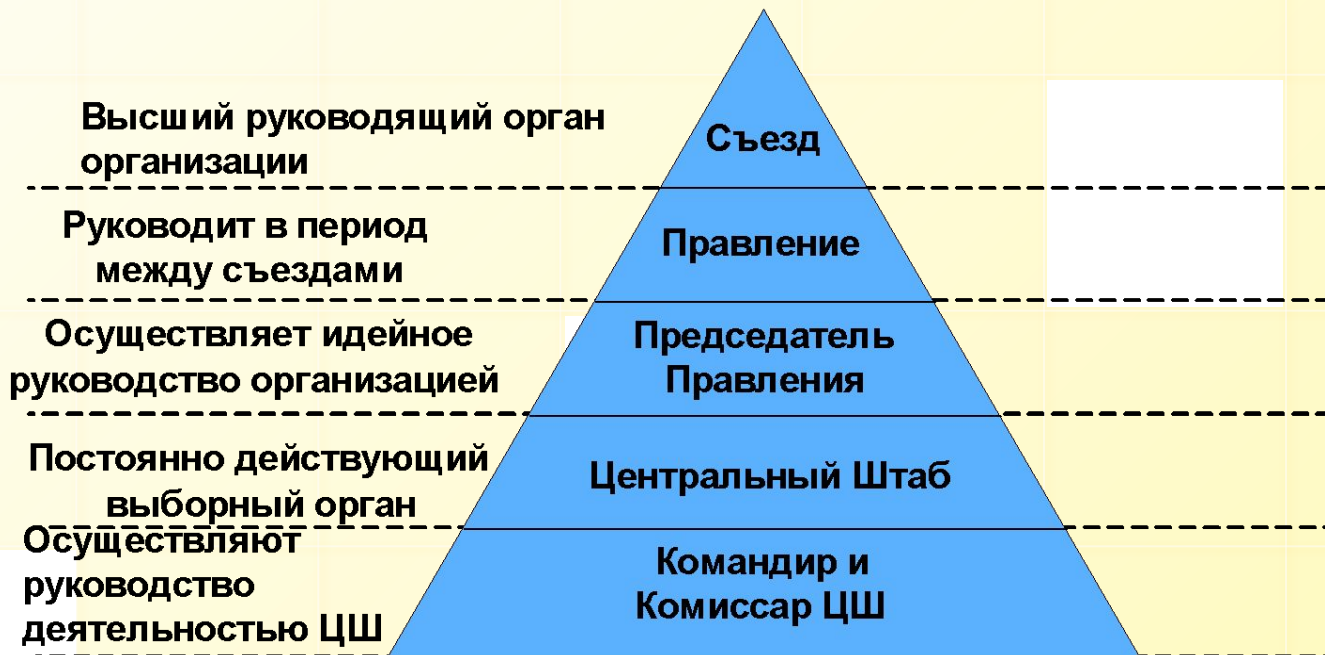 Высший руководящий орган
организации
Съезд
Руководит в период
между съездами
Правление
Осуществляет идейное
руководство организацией
Председатель
Правления
Постоянно действующий
выборный орган
Центральный Штаб
Осуществляют
руководство
деятельностью ЦШ
Командир и
Комиссар ЦШ